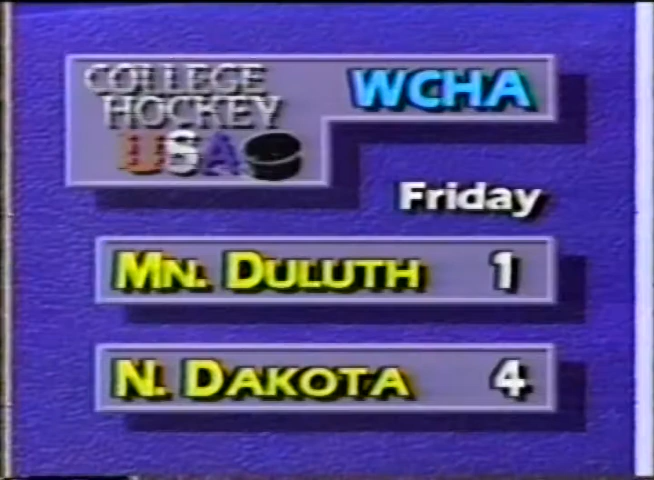 COLLEGE
HOCKEY
USA
WCHA
Friday
MN. DULUTH 1
N. DAKOTA 4